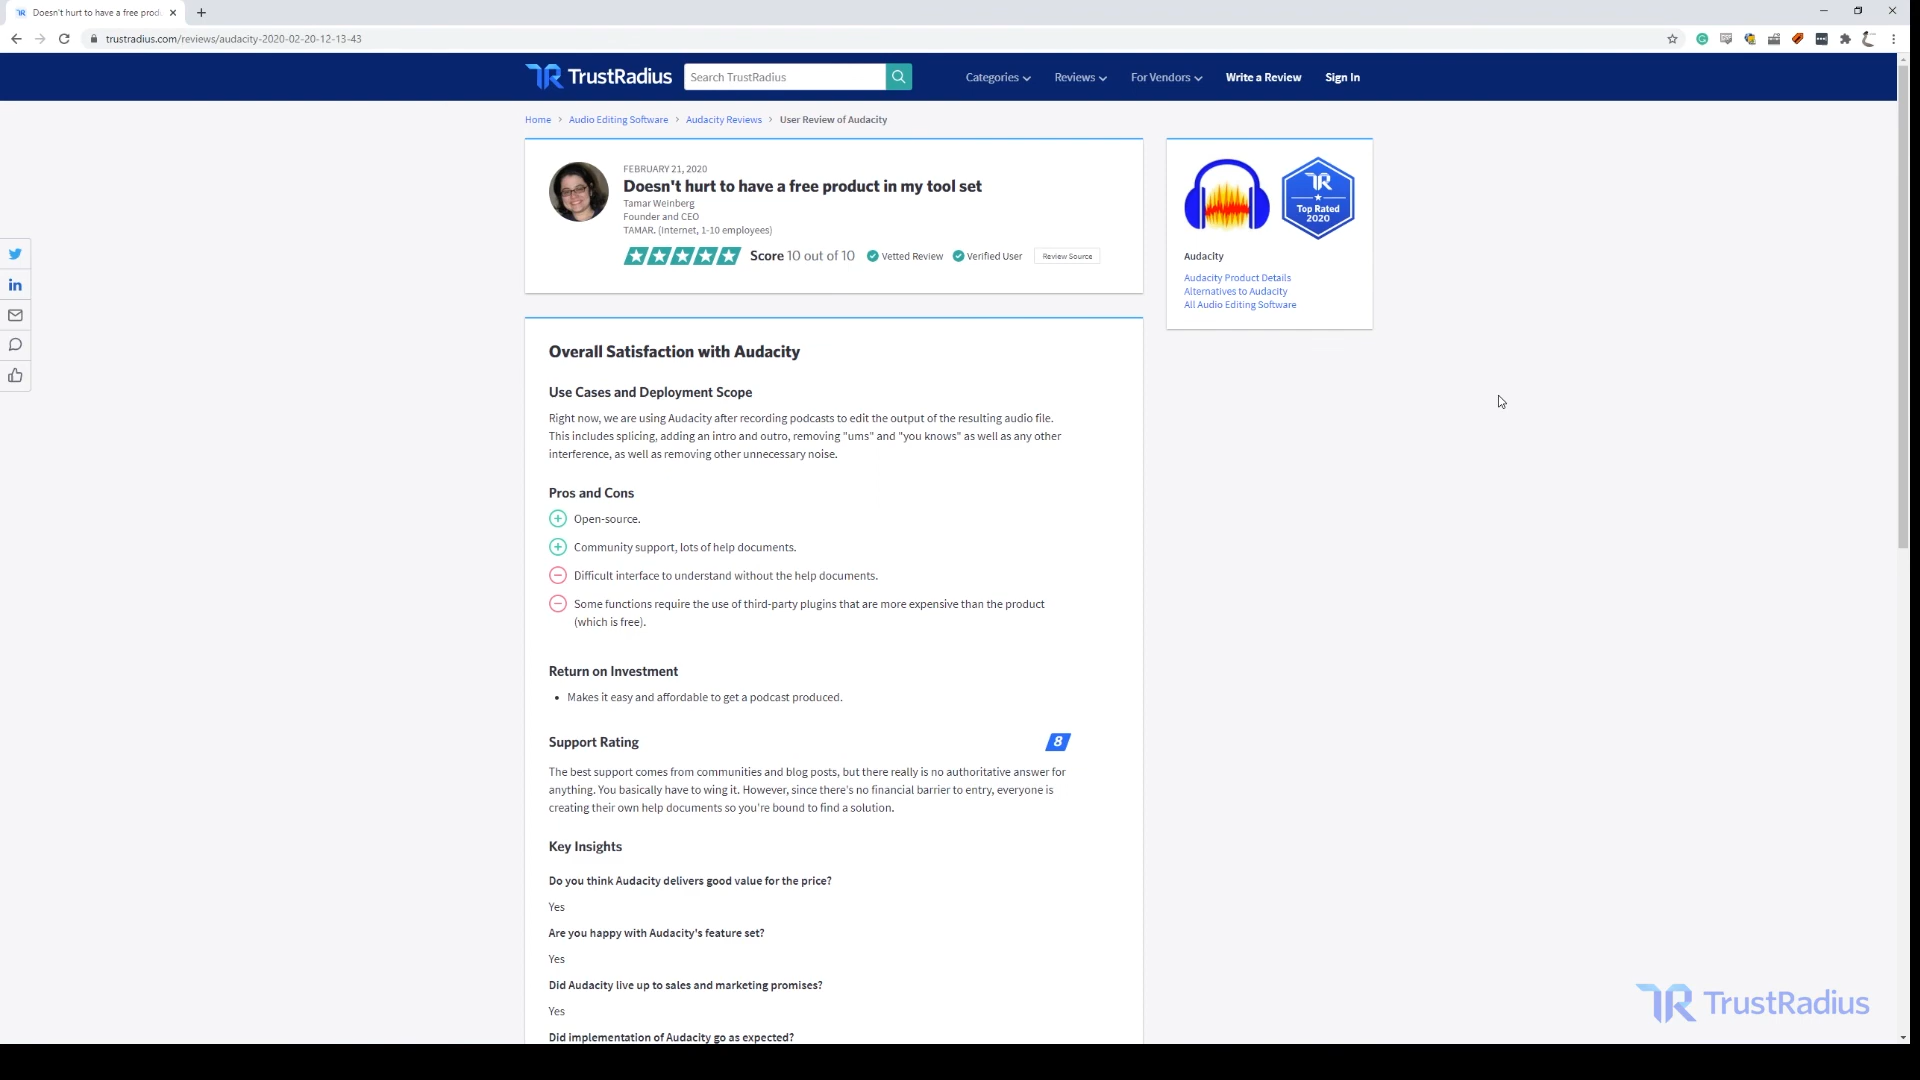 Doesn't hurt to have a free prod
trustradius.com/reviews/audacity-2020-02-20-12-13-43
TrustRadius
Search TrustRadius
Categories
Reviews
For Vendors
Write a Review
Sign In
Home > Audio Editing Software > Audacity Reviews > User Review of Audacity
FEBRUARY 21, 2020
Doesn't hurt to have a free product in my tool set
Tamar Weinberg
Founder and CEO
TAMAR. (Internet, 1-10 employees)
Score 10 out of 10
Vetted Review
Verified User
Review Source
Top Rated
2020
Audacity
Audacity Product Details
Alternatives to Audacity
All Audio Editing Software
Overall Satisfaction with Audacity
Use Cases and Deployment Scope
Right now, we are using Audacity after recording podcasts to edit the output of the resulting audio file.
This includes splicing, adding an intro and outro, removing "ums" and "you knows" as well as any other
interference, as well as removing other unnecessary noise.
Pros and Cons
Open-source.
Community support, lots of help documents.
Difficult interface to understand without the help documents.
Some functions require the use of third-party plugins that are more expensive than the product
(which is free).
Return on Investment
• Makes it easy and affordable to get a podcast produced.
Support Rating
8
The best support comes from communities and blog posts, but there really is no authoritative answer for
anything. You basically have to wing it. However, since there's no financial barrier to entry, everyone is
creating their own help documents so you're bound to find a solution.
Key Insights
Do you think Audacity delivers good value for the price?
Yes
Are you happy with Audacity's feature set?
Yes
Did Audacity live up to sales and marketing promises?
Yes
Did implementation of Audacity go as expected?
TrustRadius